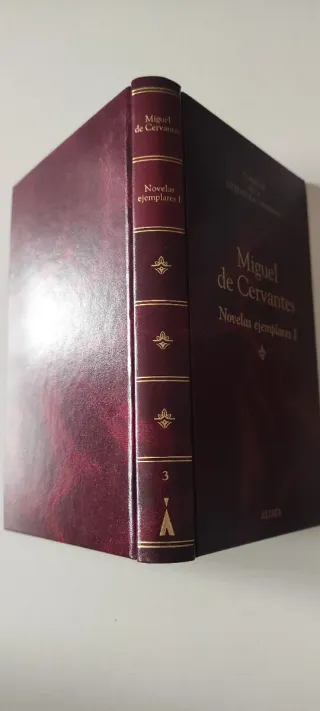 Miguel
de Cervantes
Novelas
ejemplares I
3
Miguel
de Cervantes
Novelas ejemplares I